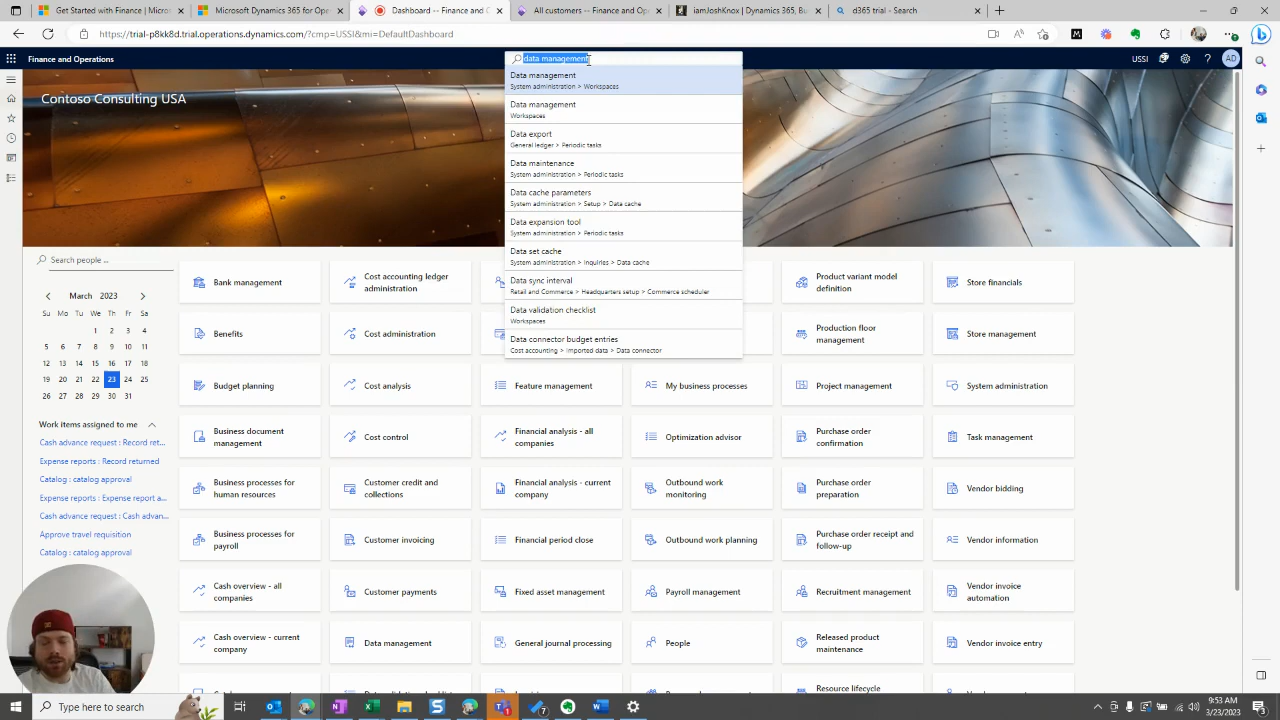 Get Started with Microsoft
Microsoft Dynamics 365 for Ope
Dashboard -- Finance and O
All customers -- Finance and Op
iamJoshKnox Dynamics 365, Bu
d365 trial - Search
https://trial-p8kk8d.trial.operations.dynamics.com/?cmp=USSI&mi=DefaultDashboard
Finance and Operations
data management
USSI
AD
Contoso Consulting USA
Data management
System administration > Workspaces
Data management
Workspaces
Data export
General ledger > Periodic tasks
Data maintenance
System administration > Periodic tasks
Data cache parameters
System administration > Setup > Data cache
Data expansion tool
System administration > Periodic tasks
Data set cache
System administration > Inquiries > Data cache
Data sync interval
Retail and Commerce > Headquarters setup > Commerce scheduler
Data validation checklist
Workspaces
Data connector budget entries
Cost accounting > Imported data > Data connector
Search people ...
March 2023
Su Mo Tu We Th Fr Sa
1 2 3 4
5 6 7 8 9 10 11
12 13 14 15 16 17 18
19 20 21 22 23 24 25
26 27 28 29 30 31
Work items assigned to me
Cash advance request : Record ret...
Expense reports : Record returned
Catalog : catalog approval
Expense reports : Expense report a...
Cash advance request : Cash advan...
Approve travel requisition
Catalog : catalog approval
Bank management
Cost accounting ledger
administration
Product variant model
definition
Store financials
Benefits
Cost administration
Production floor
management
Store management
Budget planning
Cost analysis
Feature management
My business processes
Project management
System administration
Business document
management
Cost control
Financial analysis - all
companies
Optimization advisor
Purchase order
confirmation
Task management
Business processes for
human resources
Customer credit and
collections
Financial analysis - current
company
Outbound work
monitoring
Purchase order
preparation
Vendor bidding
Business processes for
payroll
Customer invoicing
Financial period close
Outbound work planning
Purchase order receipt and
follow-up
Vendor information
Cash overview - all
companies
Customer payments
Fixed asset management
Payroll management
Recruitment management
Vendor invoice
automation
Cash overview - current
company
Data management
General journal processing
People
Released product
maintenance
Vendor invoice entry
Resource lifecycle
Type here to search
9:53 AM
3/23/2023